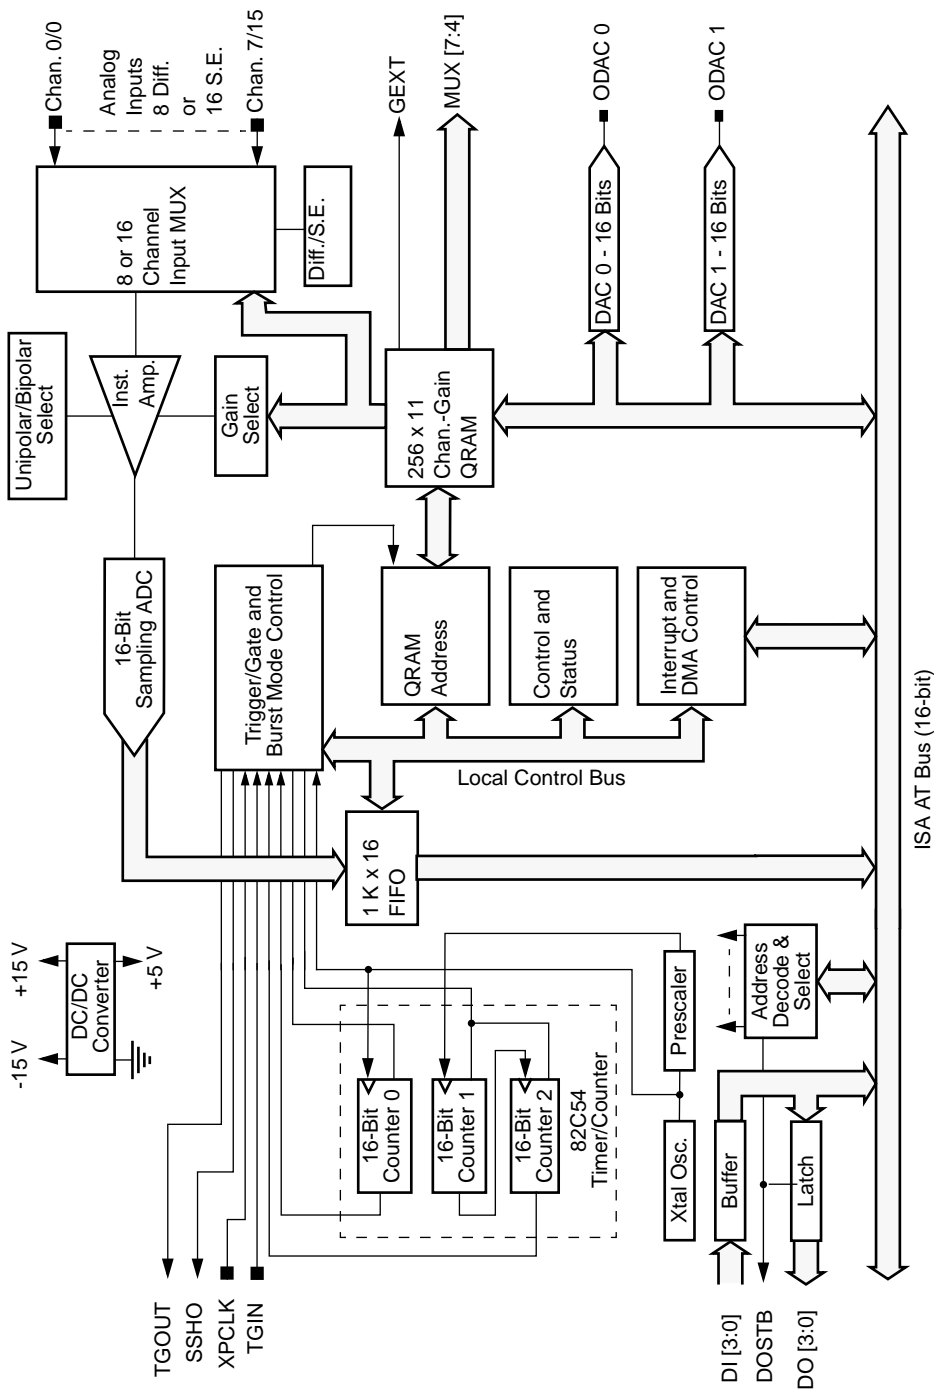 Chan. 0/0
Analog
Inputs
8 Diff.
or
16 S.E.
Chan. 7/15
8 or 16
Channel
Input MUX
Diff./S.E.
Unipolar/Bipolar
Select
Inst.
Amp.
Gain
Select
GEXT
MUX [7:4]
ODAC 0
ODAC 1
DAC 0 - 16 Bits
DAC 1 - 16 Bits
256 x 11
Chan.-Gain
QRAM
16-Bit
Sampling ADC
Trigger/Gate and
Burst Mode Control
QRAM
Address
Control and
Status
Interrupt and
DMA Control
Local Control Bus
ISA AT Bus (16-bit)
1 K x 16
FIFO
+15 V
-15 V
DC/DC
Converter
+5 V
16-Bit
Counter 0
16-Bit
Counter 1
16-Bit
Counter 2
82C54
Timer/Counter
Prescaler
Xtal Osc.
Address
Decode &
Select
Buffer
Latch
TGOUT
SSHO
XPCLK
TGIN
DI [3:0]
DOSTB
DO [3:0]